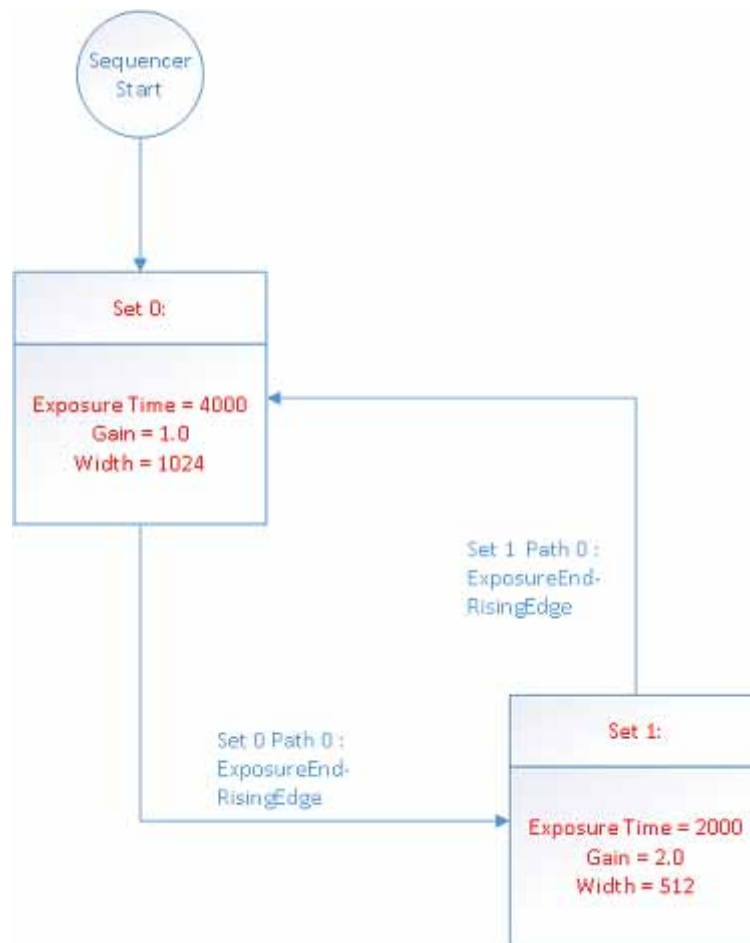 Sequencer
Start
Set 0:
Exposure Time = 4000
Gain = 1.0
Width = 1024
Set 1 Path 0 :
ExposureEnd-
RisingEdge
Set 0 Path 0 :
ExposureEnd-
RisingEdge
Set 1:
Exposure Time = 2000
Gain = 2.0
Width = 512